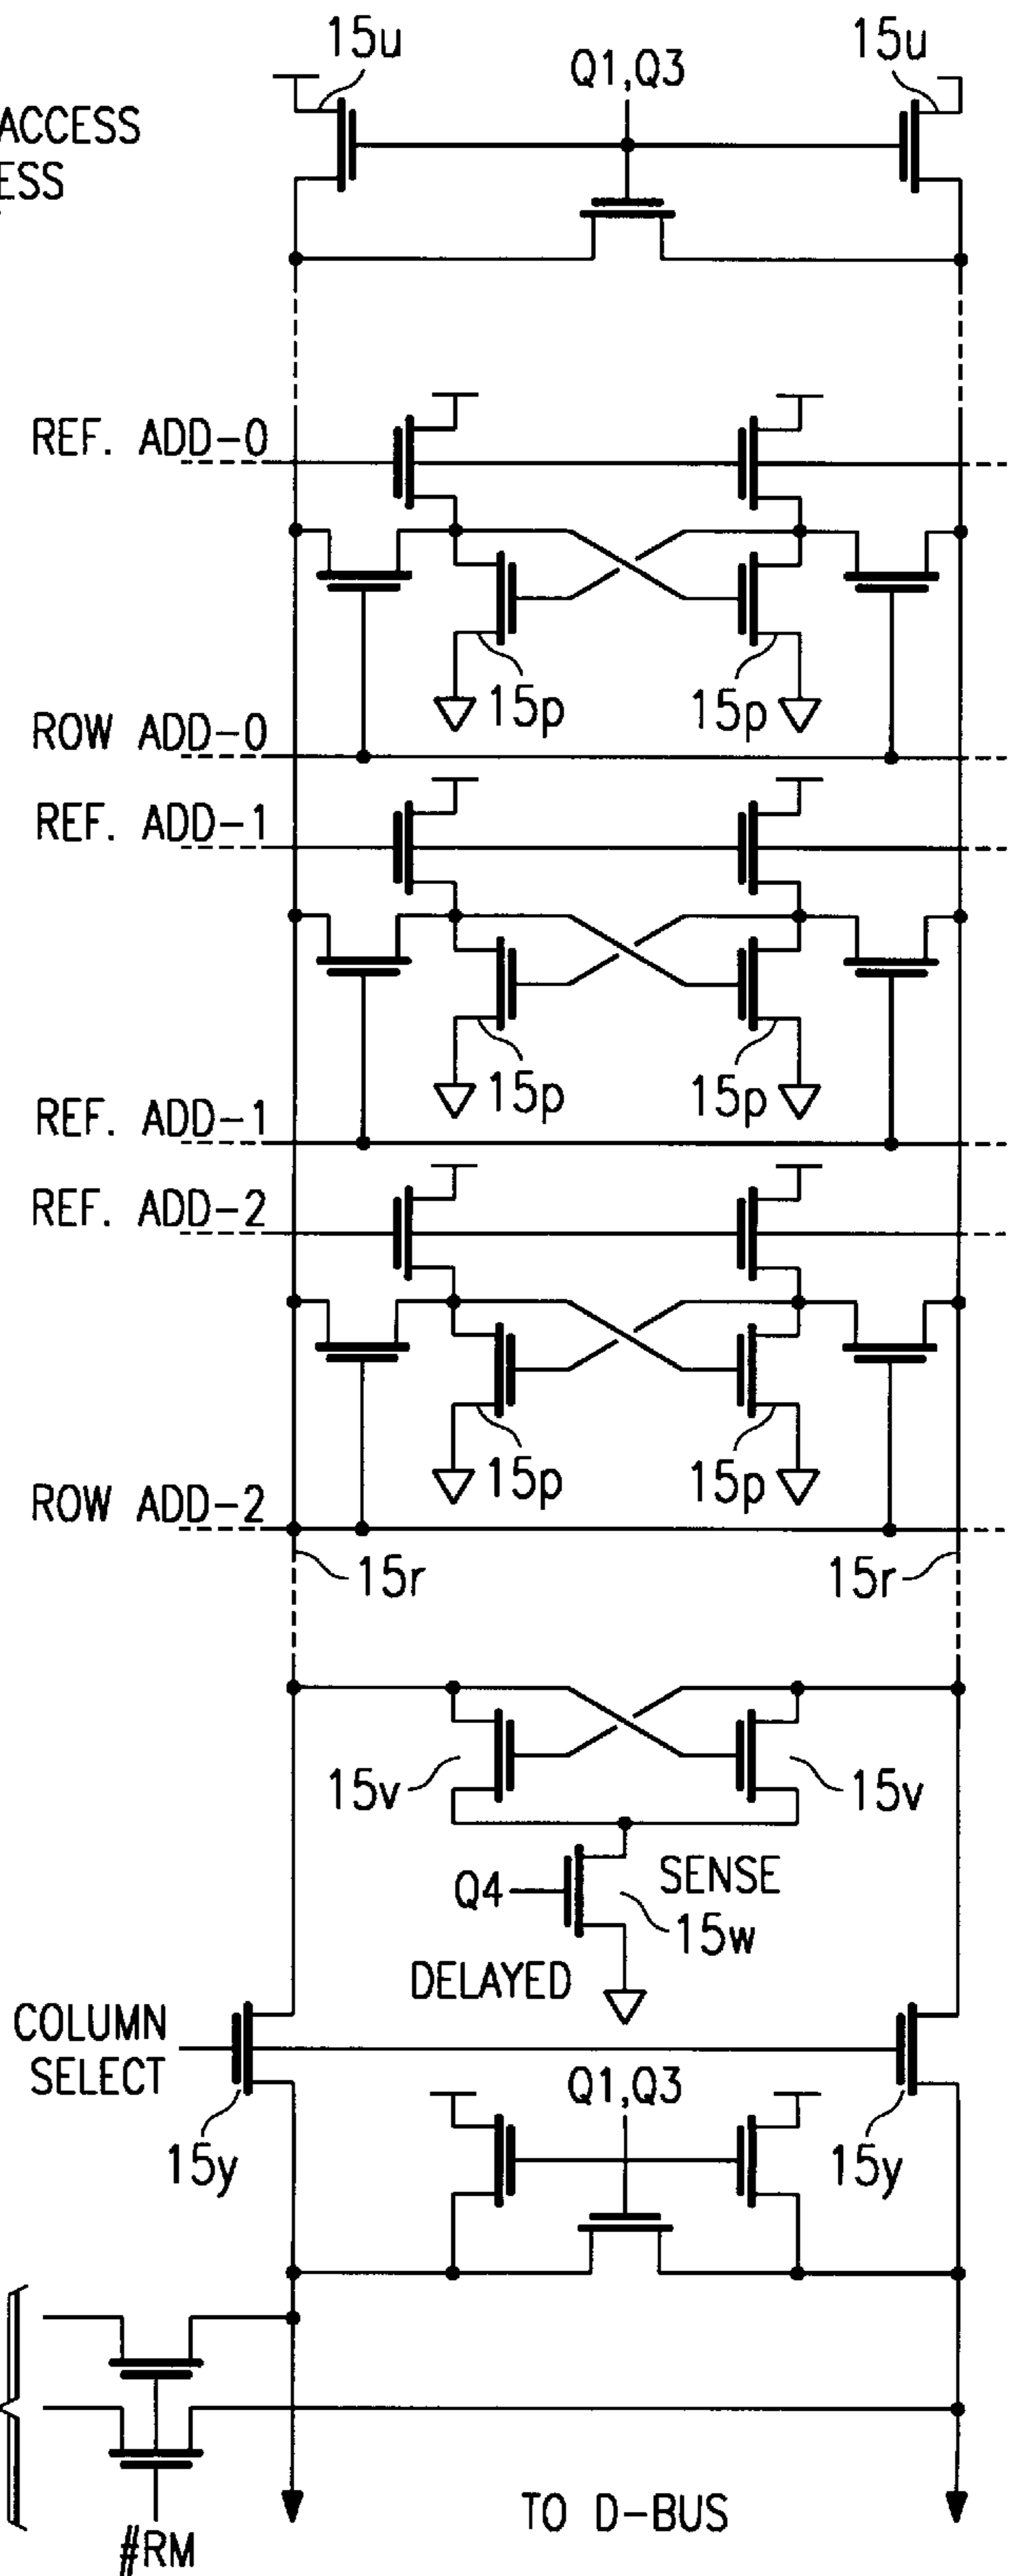 15u
15u
Q1,Q3
ACCESS
ESS
REF. ADD-0
15p
15p
ROW ADD-0
REF. ADD-1
15p
15p
REF. ADD-1
REF. ADD-2
15p
15p
ROW ADD-2
15r
15r
15v
15v
Q4
SENSE
15w
DELAYED
COLUMN
SELECT
Q1,Q3
15y
15y
TO D-BUS
#RM